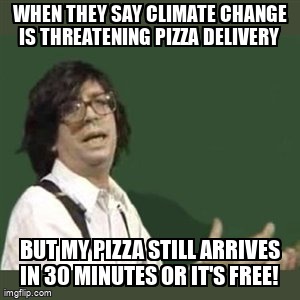 WHEN THEY SAY CLIMATE CHANGE
IS THREATENING PIZZA DELIVERY
BUT MY PIZZA STILL ARRIVES
IN 30 MINUTES OR IT'S FREE!
imgflip.com